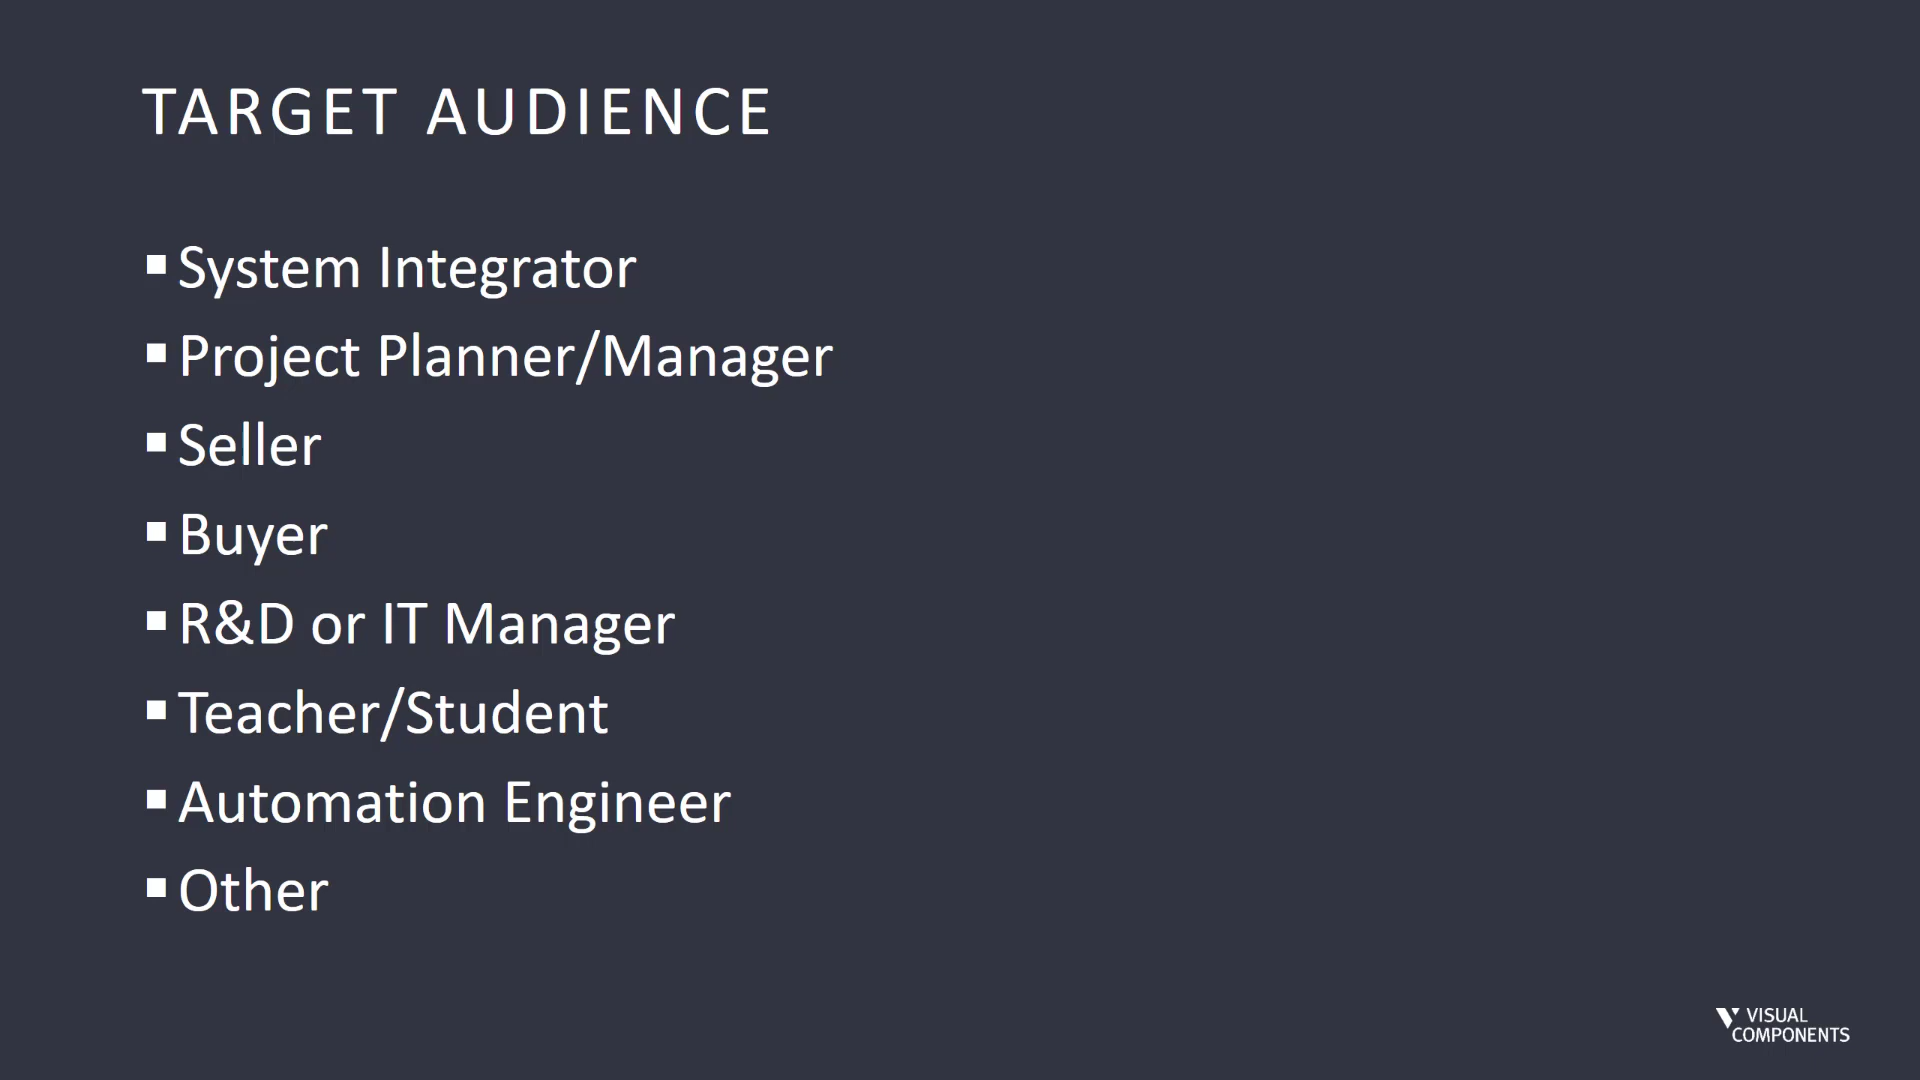 TARGET AUDIENCE
▪ System Integrator
▪ Project Planner/Manager
▪ Seller
▪ Buyer
▪ R&D or IT Manager
▪ Teacher/Student
▪ Automation Engineer
▪ Other
VISUAL
COMPONENTS